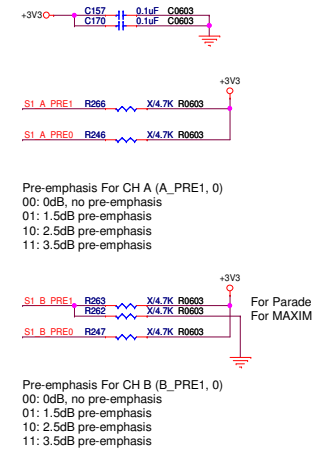 +3V3 C157 0.1uF C0603
C170 0.1uF C0603
+3V3
S1_A_PRE1 R266 X/4.7K R0603
S1_A_PRE0 R246 X/4.7K R0603
Pre-emphasis For CH A (A_PRE1, 0)
00: 0dB, no pre-emphasis
01: 1.5dB pre-emphasis
10: 2.5dB pre-emphasis
11: 3.5dB pre-emphasis
+3V3
S1_B_PRE1 R263 X/4.7K R0603 For Parade
R262 X/4.7K R0603 For MAXIM
S1_B_PRE0 R247 X/4.7K R0603
Pre-emphasis For CH B (B_PRE1, 0)
00: 0dB, no pre-emphasis
01: 1.5dB pre-emphasis
10: 2.5dB pre-emphasis
11: 3.5dB pre-emphasis